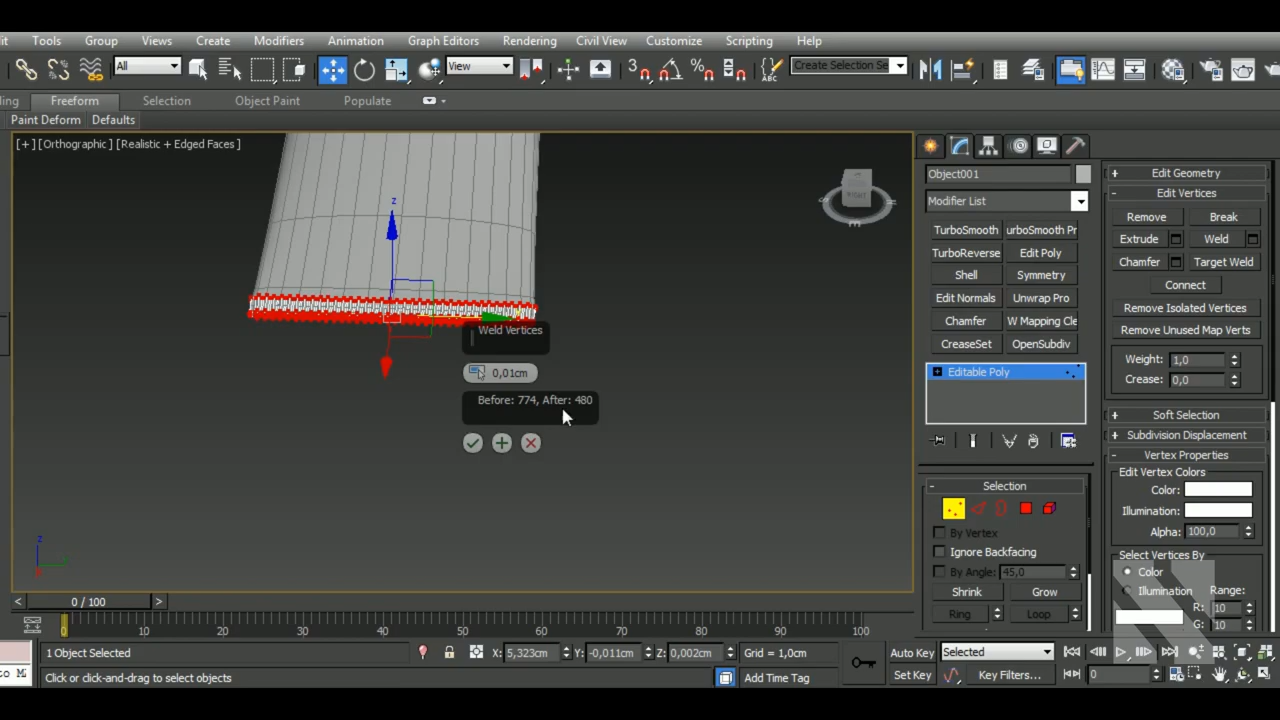 it Tools Group Views Create Modifiers Animation Graph Editors Rendering Civil View Customize Scripting Help
All View Create Selection Se
ling Freeform Selection Object Paint Populate
Paint Deform Defaults
[+] [Orthographic ] [Realistic + Edged Faces ]
z
Weld Vertices
0,01cm
Before: 774, After: 480
RIGHT
Object001
Modifier List
TurboSmooth urboSmooth Pr
TurboReverse Edit Poly
Shell Symmetry
Edit Normals Unwrap Pro
Chamfer W Mapping Cle
CreaseSet OpenSubdiv
Editable Poly
- Selection
By Vertex
Ignore Backfacing
By Angle: 45,0
Shrink Grow
Ring Loop
+ Edit Geometry
- Edit Vertices
Remove Break
Extrude Weld
Chamfer Target Weld
Connect
Remove Isolated Vertices
Remove Unused Map Verts
Weight: 1,0
Crease: 0,0
+ Soft Selection
+ Subdivision Displacement
- Vertex Properties
Edit Vertex Colors
Color:
Illumination:
Alpha: 100,0
Select Vertices By
Color
Illumination Range:
R: 10
G: 10
z
< 0 / 100 >
0 10 20 30 40 50 60 70 80 90 100
1 Object Selected X: 5,323cm Y: -0,011cm Z: 0,002cm Grid = 1,0cm Auto Key Selected
to Mi Click or click-and-drag to select objects Add Time Tag Set Key Key Filters... 0